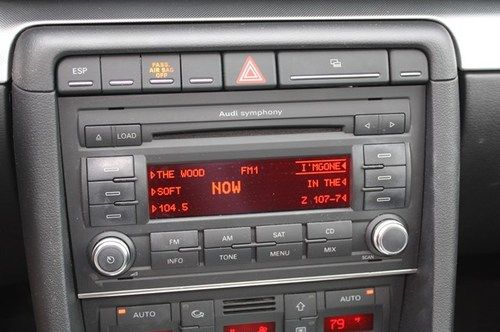 ESP
PASS
AIR BAG
OFF
Audi symphony
LOAD
THE WOOD FM1 I'MGONE
SOFT NOW IN THE
104.5 Z 107-7
FM AM SAT CD
INFO TONE MENU MIX
SCAN
AUTO AUTO
79